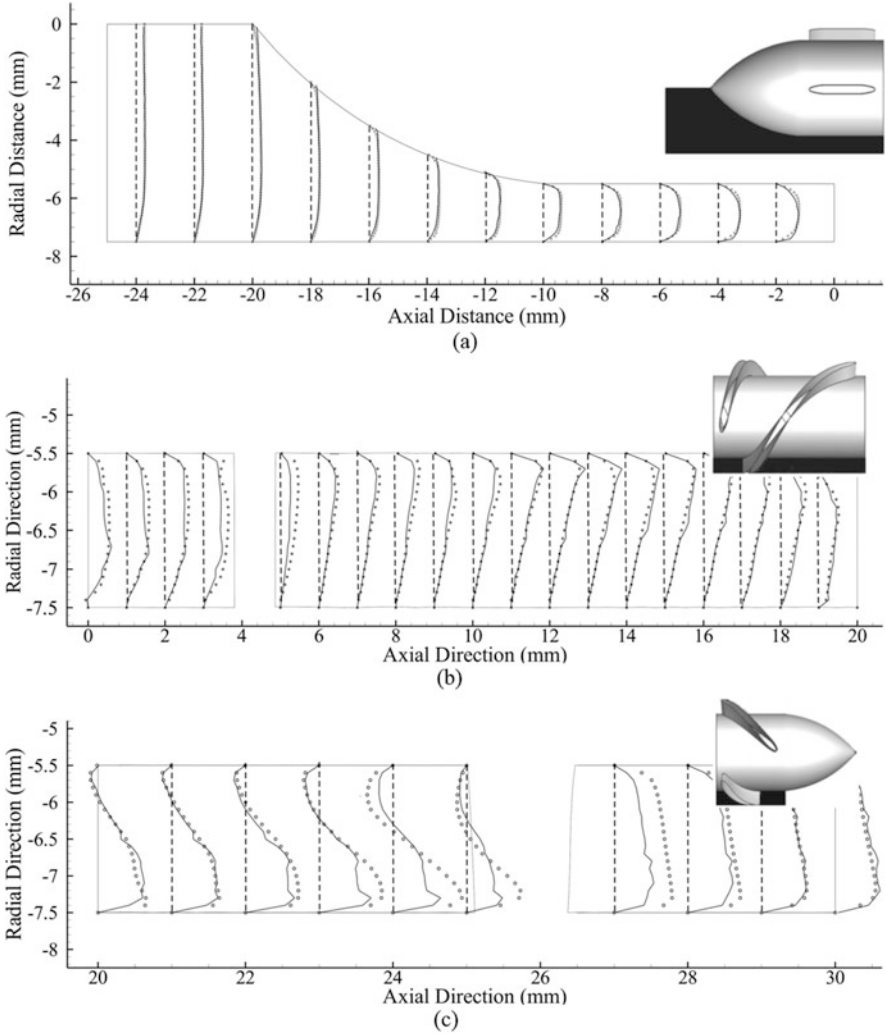 0
-2
-4
-6
-8
Radial Distance (mm)
-26 -24 -22 -20 -18 -16 -14 -12 -10 -8 -6 -4 -2 0
Axial Distance (mm)
(a)
-5
-5.5
-6
-6.5
-7
-7.5
Radial Direction (mm)
0 2 4 6 8 10 12 14 16 18 20
Axial Direction (mm)
(b)
-5
-5.5
-6
-6.5
-7
-7.5
-8
Radial Direction (mm)
20 22 24 26 28 30
Axial Direction (mm)
(c)